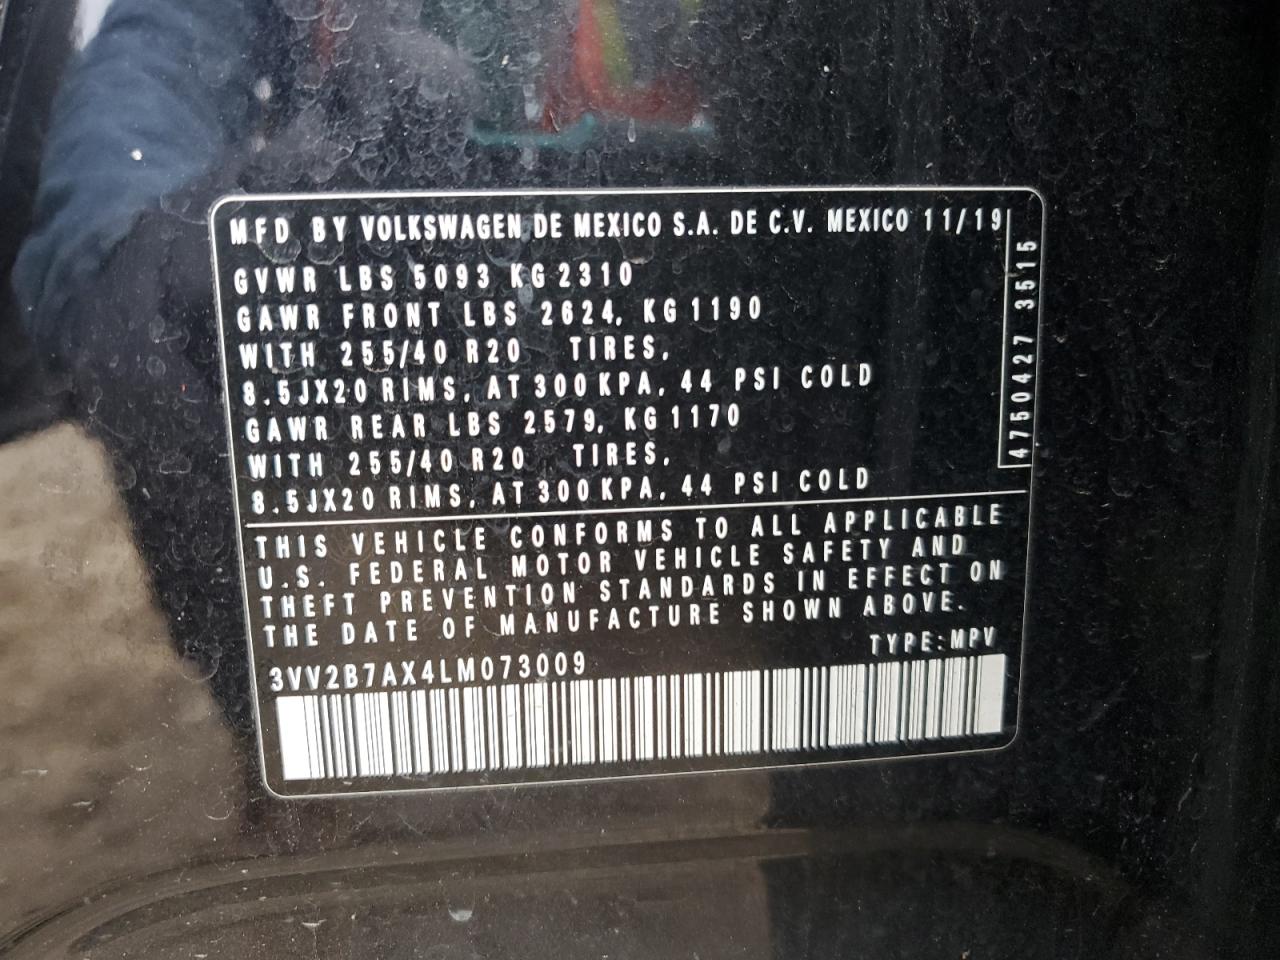 MFD BY VOLKSWAGEN DE MEXICO S.A. DE C.V. MEXICO 11/19
GVWR LBS 5093 KG 2310
GAWR FRONT LBS 2624, KG 1190
WITH 255/40 R20 TIRES,
8.5JX20 RIMS, AT 300 KPA, 44 PSI COLD
GAWR REAR LBS 2579, KG 1170
WITH 255/40 R20 TIRES,
8.5JX20 RIMS, AT 300 KPA, 44 PSI COLD
4750427 3515
THIS VEHICLE CONFORMS TO ALL APPLICABLE
U.S. FEDERAL MOTOR VEHICLE SAFETY AND
THEFT PREVENTION STANDARDS IN EFFECT ON
THE DATE OF MANUFACTURE SHOWN ABOVE.
TYPE: MPV
3VV2B7AX4LM073009